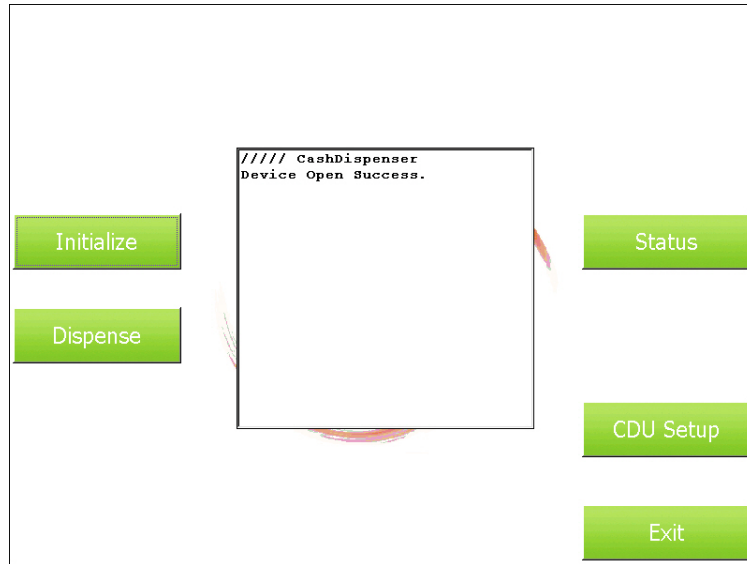 ///// CashDispenser
Device Open Success.
Initialize
Status
Dispense
CDU Setup
Exit